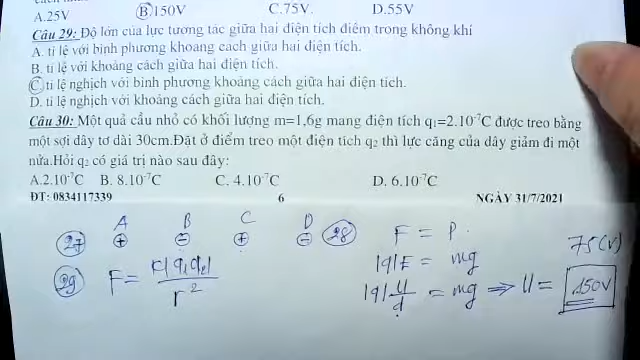 A.25V B.150V C.75V. D.55V
Câu 29: Độ lớn của lực tương tác giữa hai điện tích điểm trong không khí
A. tỉ lệ với bình phương khoảng cách giữa hai điện tích.
B. tỉ lệ với khoảng cách giữa hai điện tích.
C. tỉ lệ nghịch với bình phương khoảng cách giữa hai điện tích.
D. tỉ lệ nghịch với khoảng cách giữa hai điện tích.
Câu 30: Một quả cầu nhỏ có khối lượng m=1,6g mang điện tích q₁=2.10⁻⁷C được treo bằng
một sợi dây tơ dài 30cm.Đặt ở điểm treo một điện tích q₂ thì lực căng của dây giảm đi một
nửa.Hỏi q₂ có giá trị nào sau đây:
A.2.10⁻⁷C B. 8.10⁻⁷C C. 4.10⁻⁷C D. 6.10⁻⁷C
ĐT: 0834117339 6 NGÀY 31/7/2021
A B C D
27 + − + −
28 F = P.
|q|E = mg
|q| U/d = mg ⇒ U = 150V
75(V)
29 F = k|q₁q₂| / r²